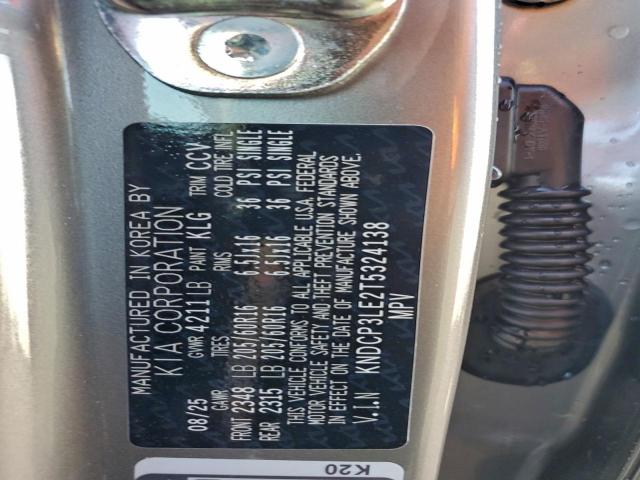 MANUFACTURED IN KOREA BY
KIA CORPORATION
08/25 GVWR 4211 LB PAINT KLG TRIM CCV
GAWR TIRES RIMS COLD TIRE INFL.
FRONT 2348 LB 205/60R16 6.5J16 36 PSI SINGLE
REAR 2315 LB 205/60R16 6.5J16 36 PSI SINGLE
THIS VEHICLE CONFORMS TO ALL APPLICABLE U.S.A. FEDERAL
MOTOR VEHICLE SAFETY AND THEFT PREVENTION STANDARDS
IN EFFECT ON THE DATE OF MANUFACTURE SHOWN ABOVE.
V.I.N KNDCP3LE2T5324138
MPV
K20